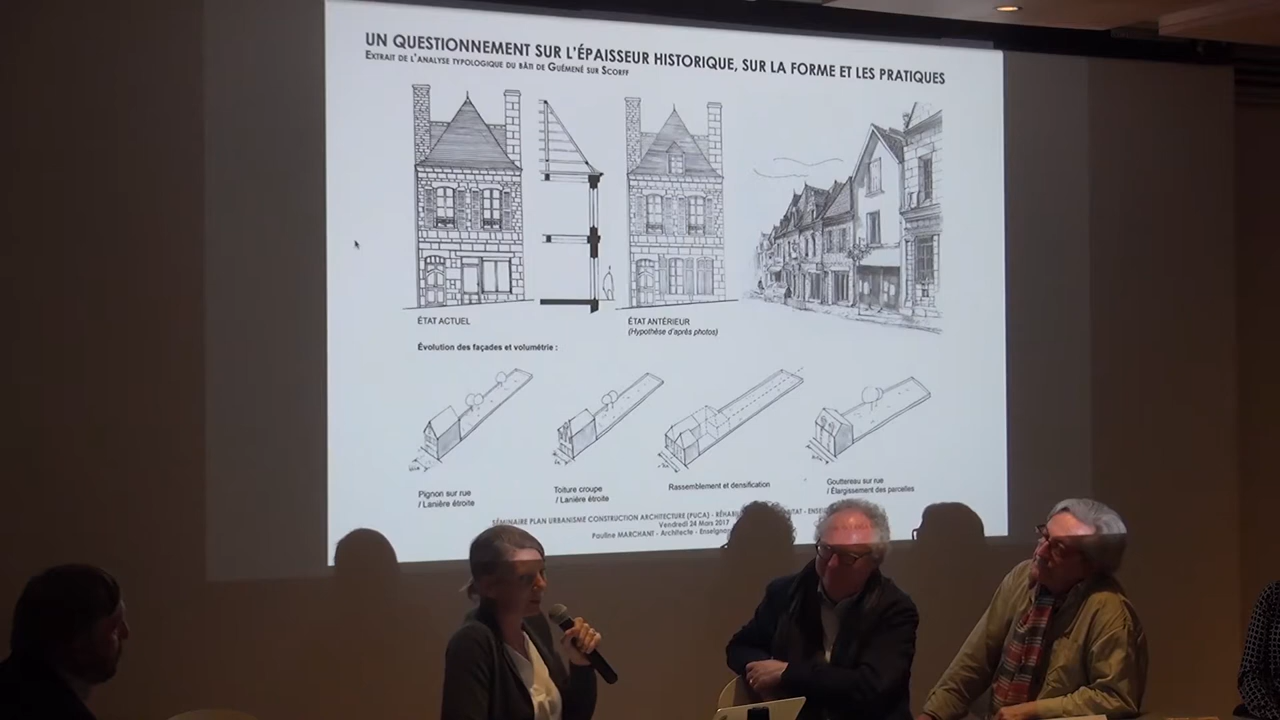 UN QUESTIONNEMENT SUR L'ÉPAISSEUR HISTORIQUE, SUR LA FORME ET LES PRATIQUES
EXTRAIT DE L'ANALYSE TYPOLOGIQUE DU BÂTI DE GUÉMENÉ SUR SCORFF
ÉTAT ACTUEL
ÉTAT ANTÉRIEUR
(Hypothèse d'après photos)
Évolution des façades et volumétrie :
Pignon sur rue
/ Lanière étroite
Toiture croupe
/ Lanière étroite
Rassemblement et densification
Gouttereau sur rue
/ Élargissement des parcelles
SÉMINAIRE PLAN URBANISME CONSTRUCTION ARCHITECTURE (PUCA) -
Vendredi 24 Mars 2017
Pauline MARCHANT - Architecte -